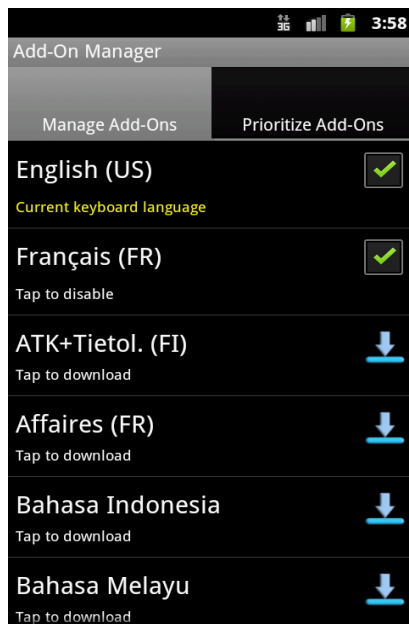 3G 3:58
Add-On Manager
Manage Add-Ons Prioritize Add-Ons
English (US)
Current keyboard language
Français (FR)
Tap to disable
ATK+Tietol. (FI)
Tap to download
Affaires (FR)
Tap to download
Bahasa Indonesia
Tap to download
Bahasa Melayu
Tap to download